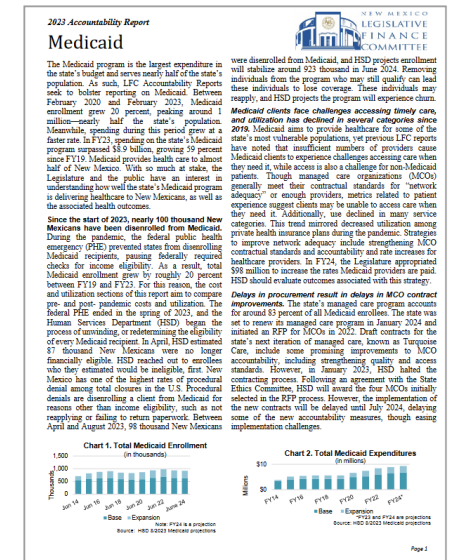 2023 Accountability Report
Medicaid
NEW MEXICO
LEGISLATIVE
FINANCE
COMMITTEE
The Medicaid program is the largest expenditure in
the state's budget and serves nearly half of the state's
population. As such, LFC Accountability Reports
seek to bolster reporting on Medicaid. Between
February 2020 and February 2023, Medicaid
enrollment grew 20 percent, peaking around 1
million—nearly half the state's population.
Meanwhile, spending during this period grew at a
faster rate. In FY23, spending on the state's Medicaid
program surpassed $8.9 billion, growing 59 percent
since FY19. Medicaid provides health care to almost
half of New Mexico. With so much at stake, the
Legislature and the public have an interest in
understanding how well the state's Medicaid program
is delivering healthcare to New Mexicans, as well as
the associated health outcomes.
Since the start of 2023, nearly 100 thousand New
Mexicans have been disenrolled from Medicaid.
During the pandemic, the federal public health
emergency (PHE) prevented states from disenrolling
Medicaid recipients, pausing federally required
checks for income eligibility. As a result, total
Medicaid enrollment grew by roughly 20 percent
between FY19 and FY23. For this reason, the cost
and utilization sections of this report aim to compare
pre- and post- pandemic costs and utilization. The
federal PHE ended in the spring of 2023, and the
Human Services Department (HSD) began the
process of unwinding, or redetermining the eligibility
of every Medicaid recipient. In April, HSD estimated
87 thousand New Mexicans were no longer
financially eligible. HSD reached out to enrollees
who they estimated would be ineligible, first. New
Mexico has one of the highest rates of procedural
denial among total closures in the U.S. Procedural
denials are disenrolling a client from Medicaid for
reasons other than income eligibility, such as not
reapplying or failing to return paperwork. Between
April and August 2023, 98 thousand New Mexicans
were disenrolled from Medicaid, and HSD projects enrollment
will stabilize around 923 thousand in June 2024. Removing
individuals from the program who may still qualify can lead
these individuals to lose coverage. These individuals may
reapply, and HSD projects the program will experience churn.
Medicaid clients face challenges accessing timely care,
and utilization has declined in several categories since
2019. Medicaid aims to provide healthcare for some of the
state's most vulnerable populations, yet previous LFC reports
have noted that insufficient numbers of providers cause
Medicaid clients to experience challenges accessing care when
they need it, while access is also a challenge for non-Medicaid
patients. Though managed care organizations (MCOs)
generally meet their contractual standards for "network
adequacy" or enough providers, metrics related to patient
experience suggest clients may be unable to access care when
they need it. Additionally, use declined in many service
categories. This trend mirrored decreased utilization among
private health insurance plans during the pandemic. Strategies
to improve network adequacy include strengthening MCO
contractual standards and accountability and rate increases for
healthcare providers. In FY24, the Legislature appropriated
$98 million to increase the rates Medicaid providers are paid.
HSD should evaluate outcomes associated with this strategy.
Delays in procurement result in delays in MCO contract
improvements. The state's managed care program accounts
for around 83 percent of all Medicaid enrollees. The state was
set to renew its managed care program in January 2024 and
initiated an RFP for MCOs in 2022. Draft contracts for the
state's next iteration of managed care, known as Turquoise
Care, include some promising improvements to MCO
accountability, including strengthening quality and access
standards. However, in January 2023, HSD halted the
contracting process. Following an agreement with the State
Ethics Committee, HSD will award the four MCOs initially
selected in the RFP process. However, the implementation of
the new contracts will be delayed until July 2024, delaying
some of the new accountability measures, though easing
implementation challenges.
Chart 1. Total Medicaid Enrollment
(in thousands)
Thousands
1,500
1,000
500
0
Jun 14
Jun 16
Jun 18
Jun 20
Jun 22
June 24
Base Expansion
Note: FY24 is a projection
Source: HSD 8/2023 Medicaid projections
Chart 2. Total Medicaid Expenditures
(in millions)
Millions
$10
$0
FY14
FY16
FY18
FY20
FY22
FY24*
Base Expansion
*FY23 and FY24 are projections
Source: HSD 8/2023 Medicaid projections
Page 1